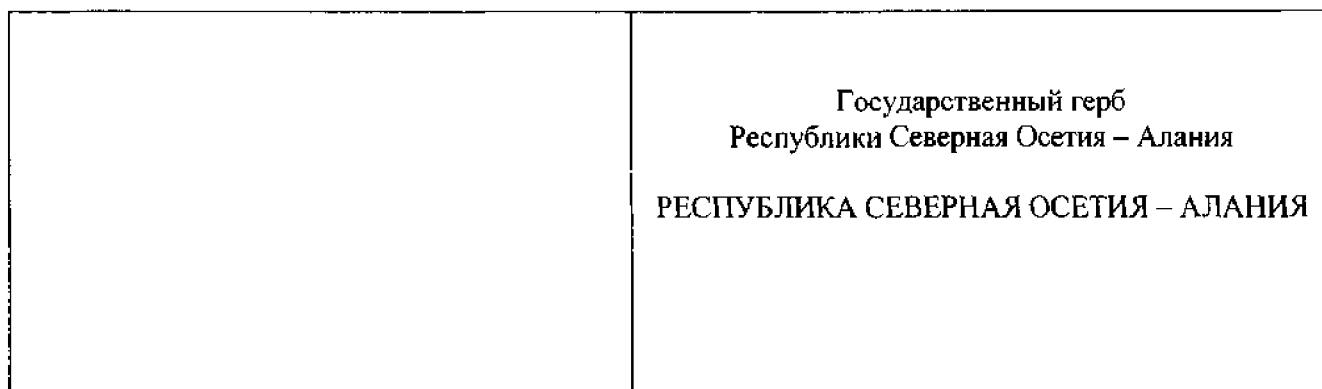 Государственный герб
Республики Северная Осетия – Алания
РЕСПУБЛИКА СЕВЕРНАЯ ОСЕТИЯ – АЛАНИЯ